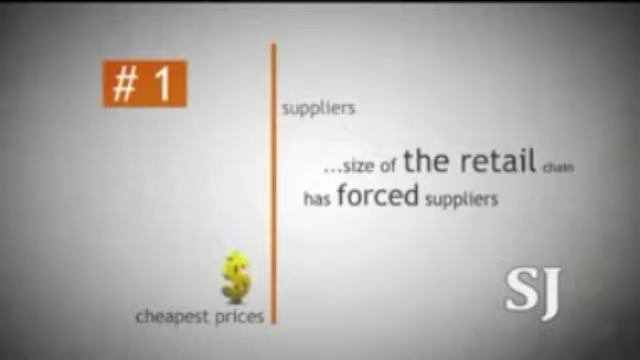 # 1
suppliers
...size of the retail chain
has forced suppliers
$
cheapest prices
SJ